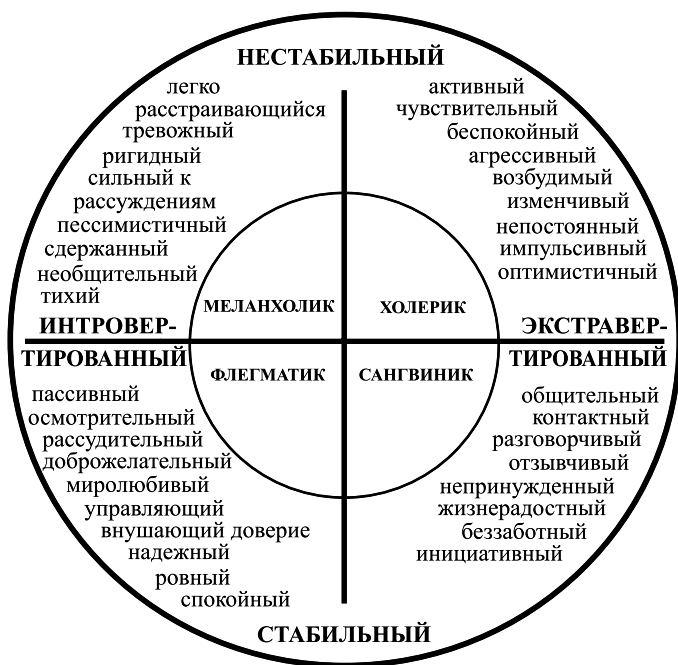 НЕСТАБИЛЬНЫЙ
легко
расстраивающийся
тревожный
ригидный
сильный к
рассуждениям
пессимистичный
сдержанный
необщительный
тихий
активный
чувствительный
беспокойный
агрессивный
возбудимый
изменчивый
непостоянный
импульсивный
оптимистичный
МЕЛАНХОЛИК
ХОЛЕРИК
ИНТРОВЕР-
ТИРОВАННЫЙ
ЭКСТРАВЕР-
ТИРОВАННЫЙ
ФЛЕГМАТИК
САНГВИНИК
пассивный
осмотрительный
рассудительный
доброжелательный
миролюбивый
управляющий
внушающий доверие
надежный
ровный
спокойный
общительный
контактный
разговорчивый
отзывчивый
непринужденный
жизнерадостный
беззаботный
инициативный
СТАБИЛЬНЫЙ